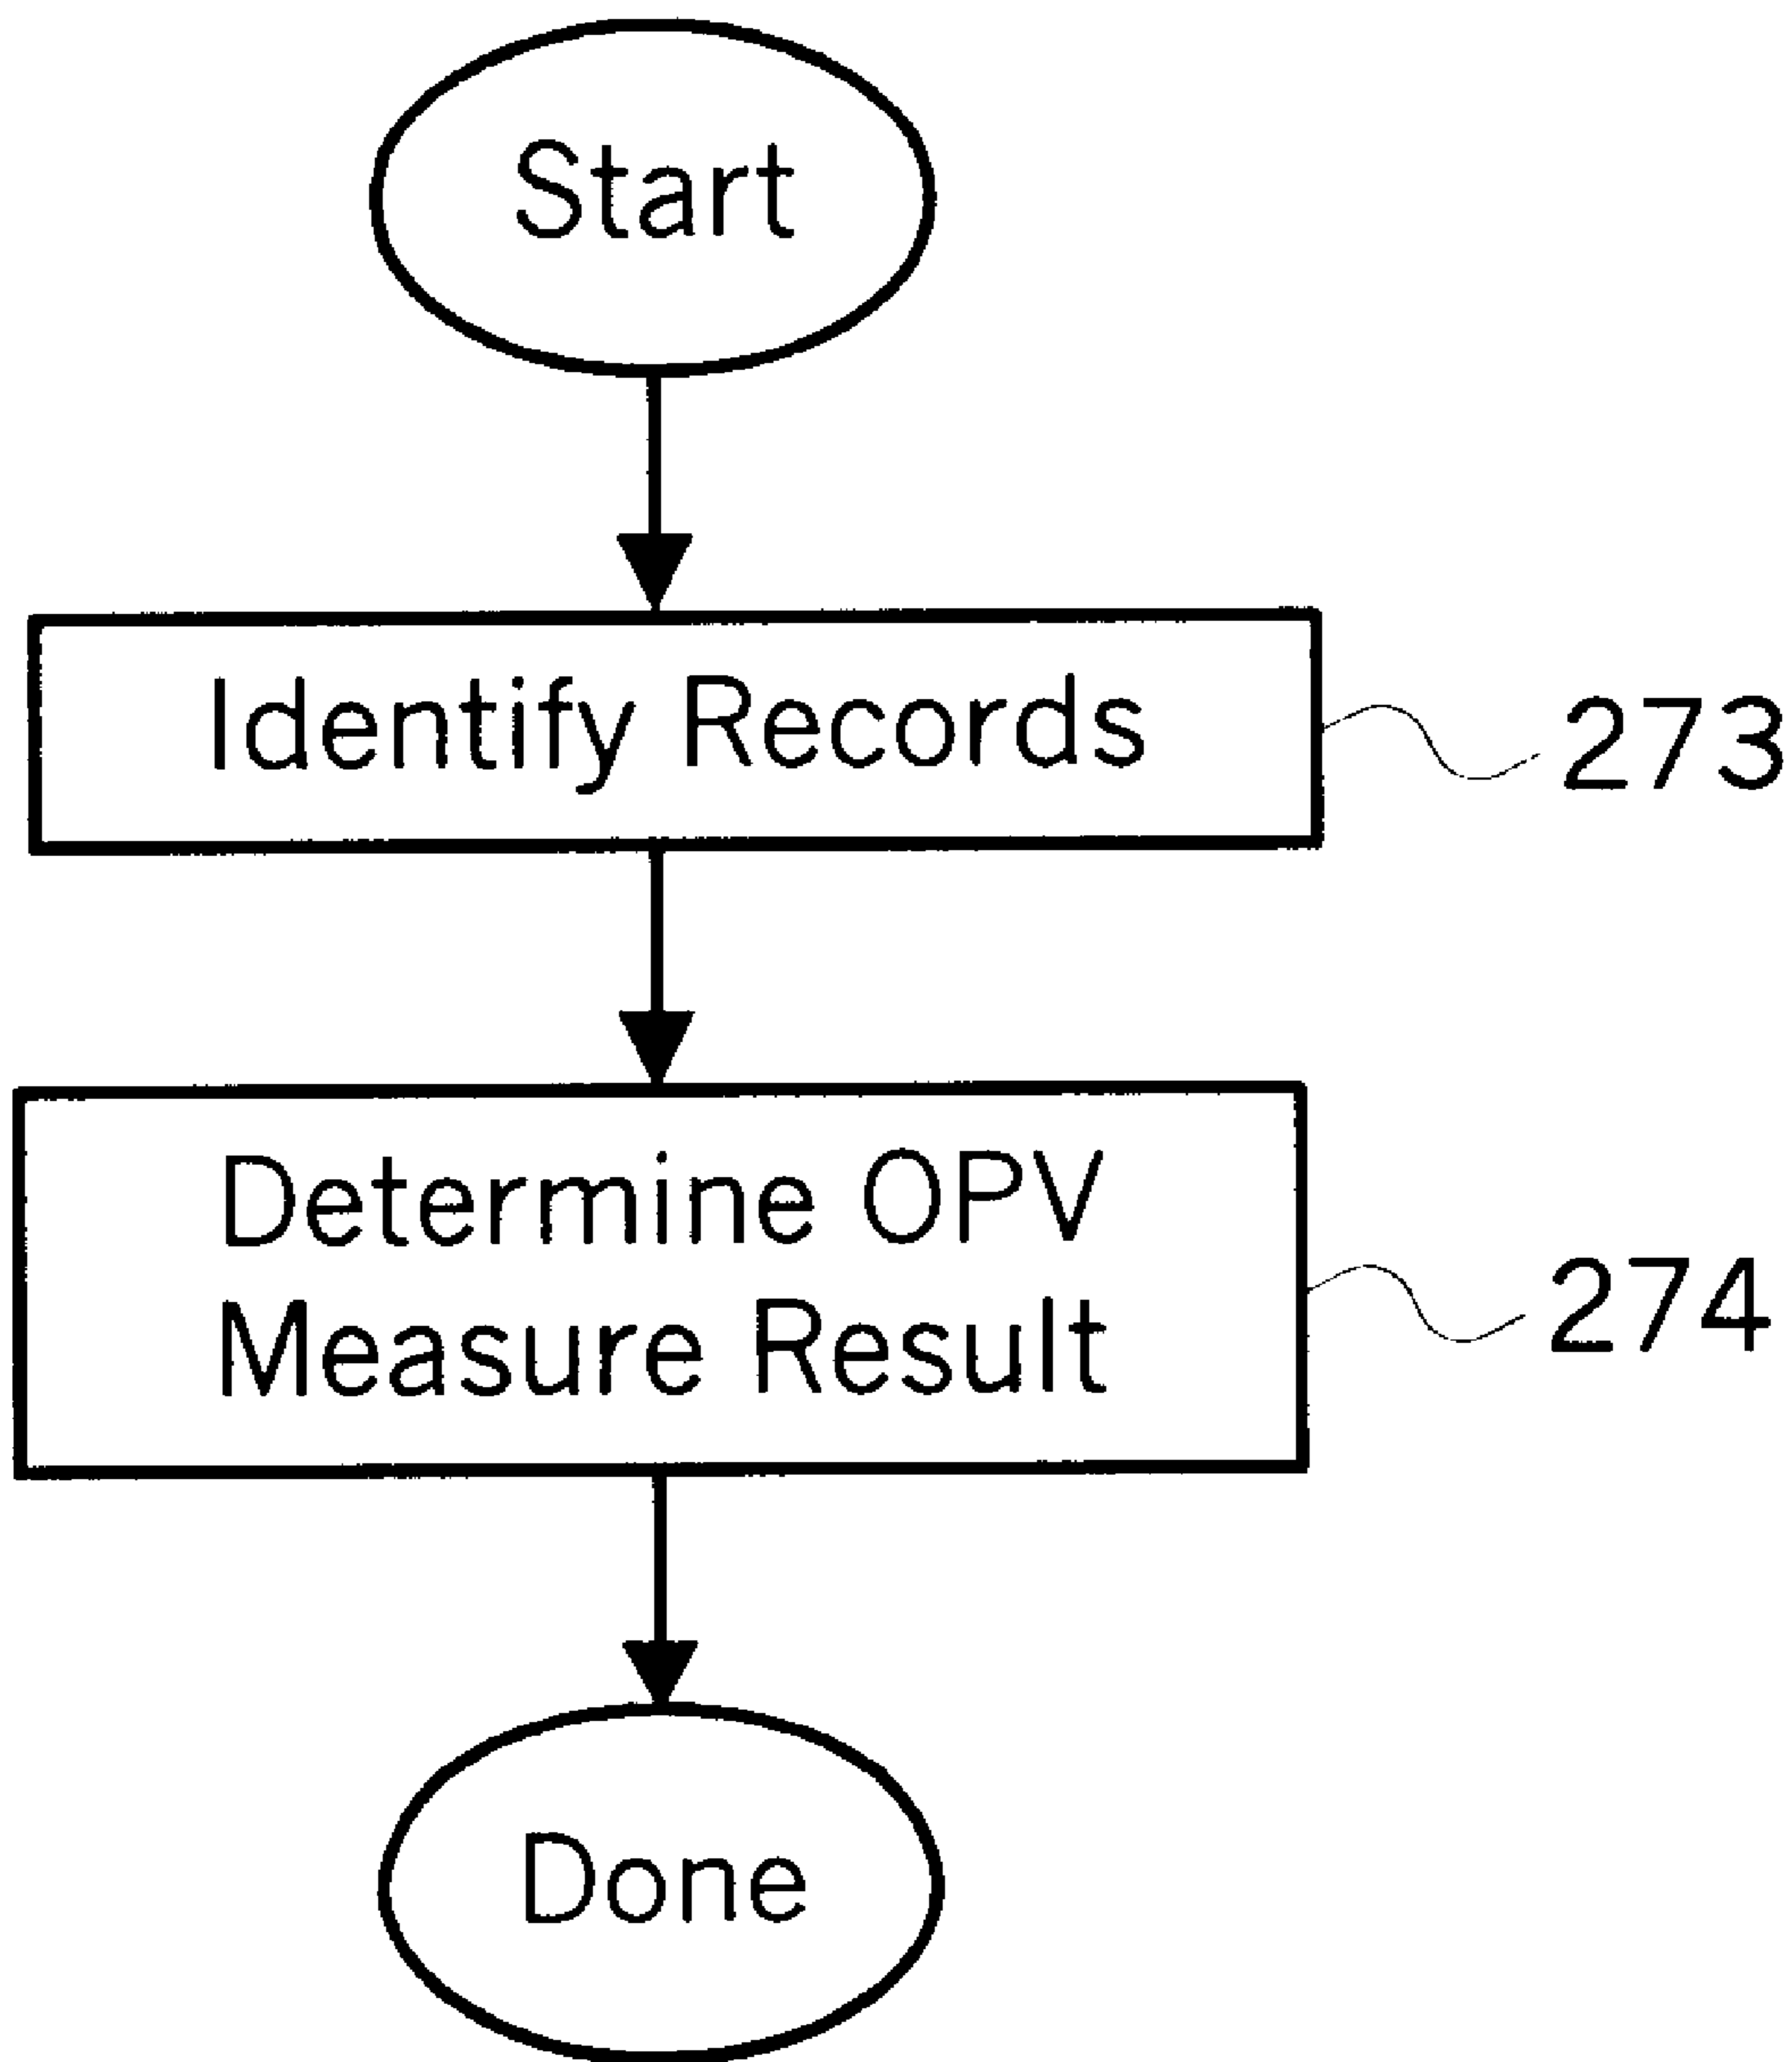 Start
Identify Records
273
Determine OPV
Measure Result
274
Done